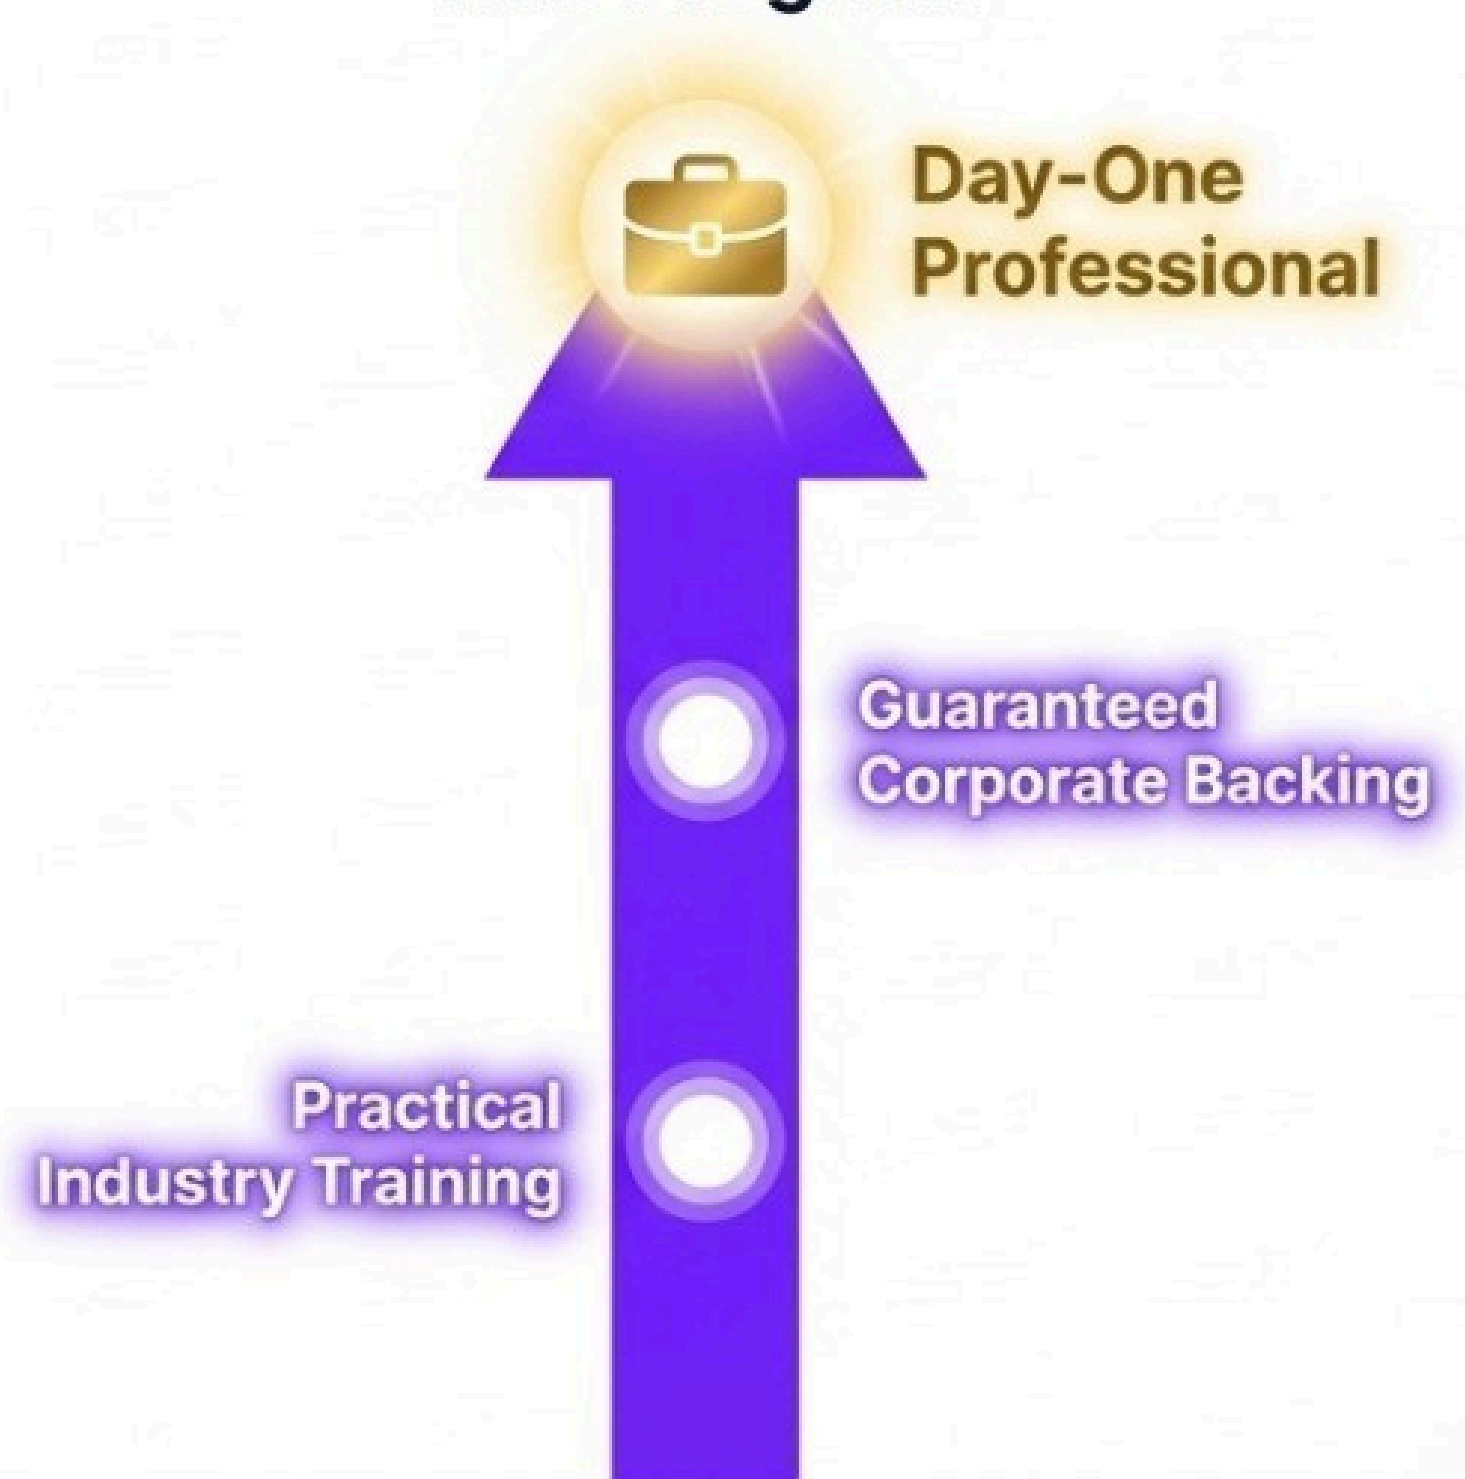 Day-One
Professional
Guaranteed
Corporate Backing
Practical
Industry Training